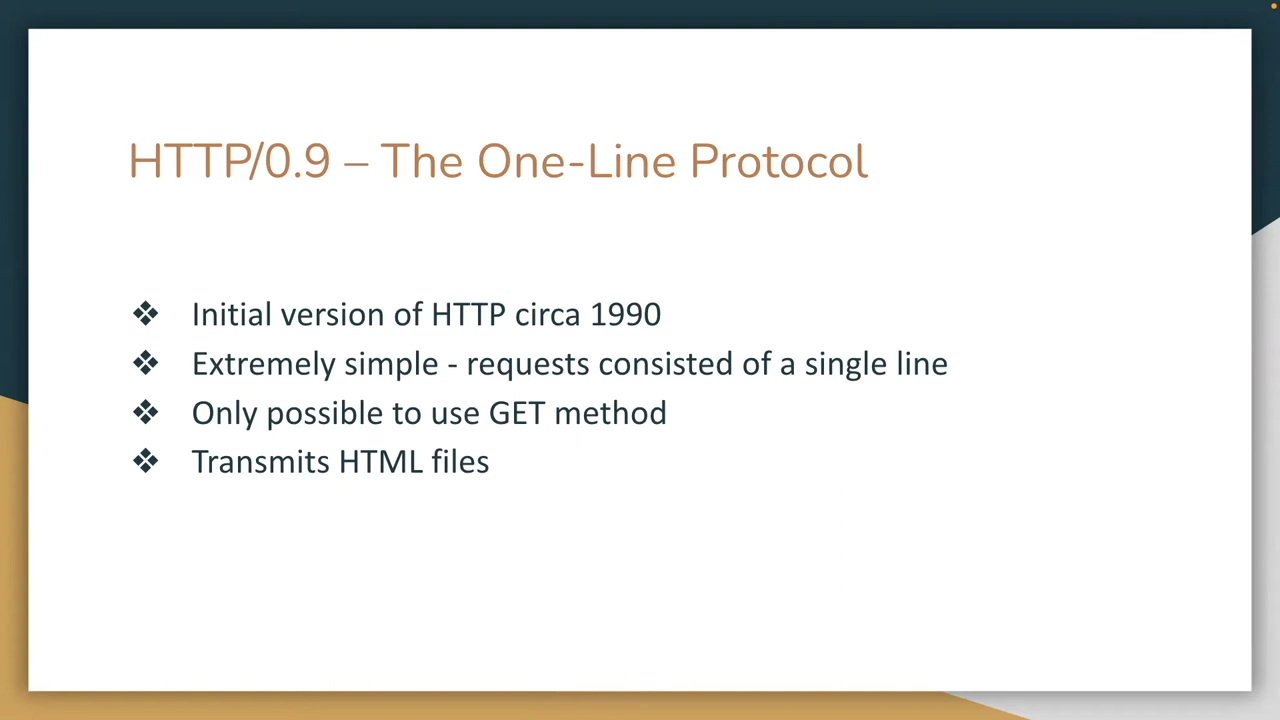 HTTP/0.9 – The One-Line Protocol
❖ Initial version of HTTP circa 1990
❖ Extremely simple - requests consisted of a single line
❖ Only possible to use GET method
❖ Transmits HTML files